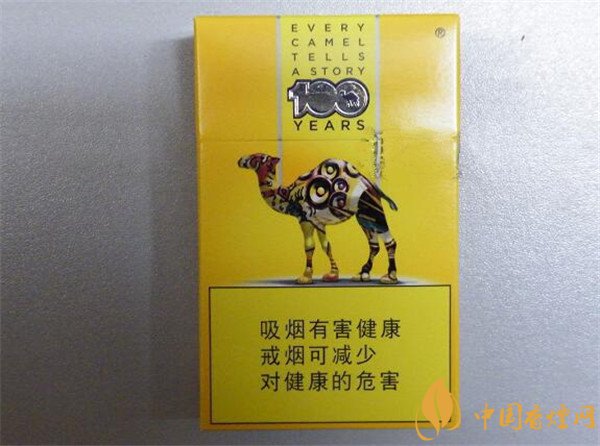 EVERY
CAMEL
TELLS
A STORY
100
YEARS
®
吸烟有害健康
戒烟可减少
对健康的危害
中国香烟网